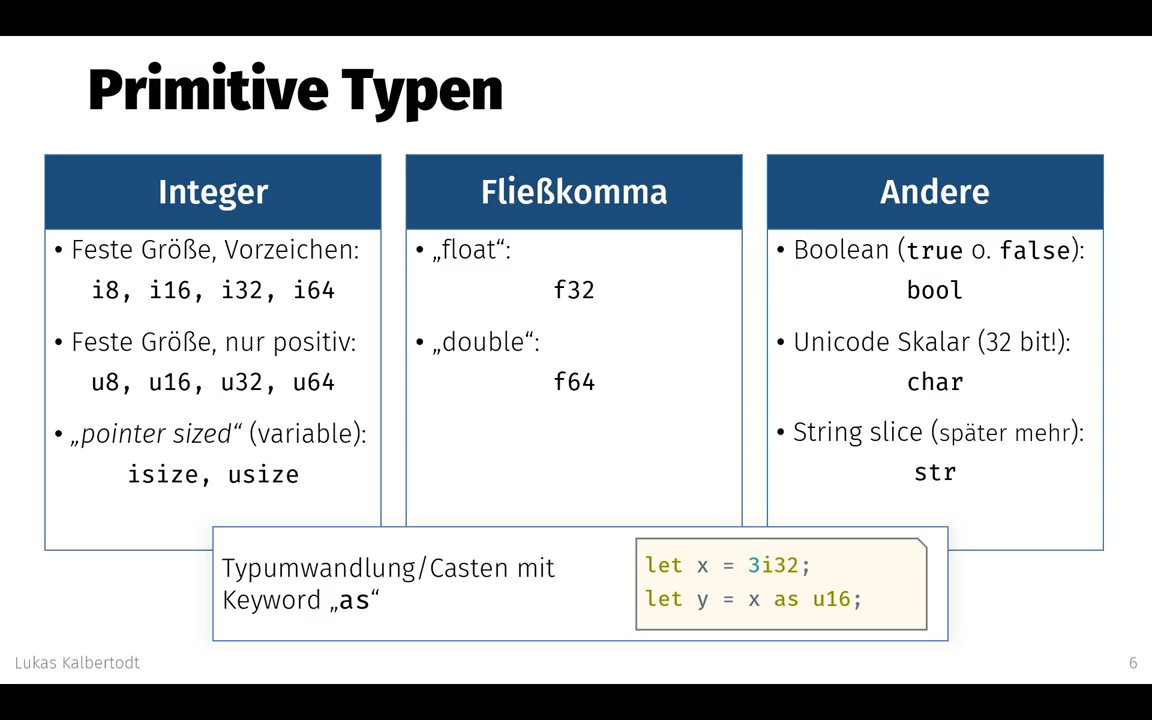 Primitive Typen
Integer
• Feste Größe, Vorzeichen:
i8, i16, i32, i64
• Feste Größe, nur positiv:
u8, u16, u32, u64
• „pointer sized“ (variable):
isize, usize
Fließkomma
• „float“:
f32
• „double“:
f64
Andere
• Boolean (true o. false):
bool
• Unicode Skalar (32 bit!):
char
• String slice (später mehr):
str
Typumwandlung/Casten mit
Keyword „as“
let x = 3i32;
let y = x as u16;
Lukas Kalbertodt
6